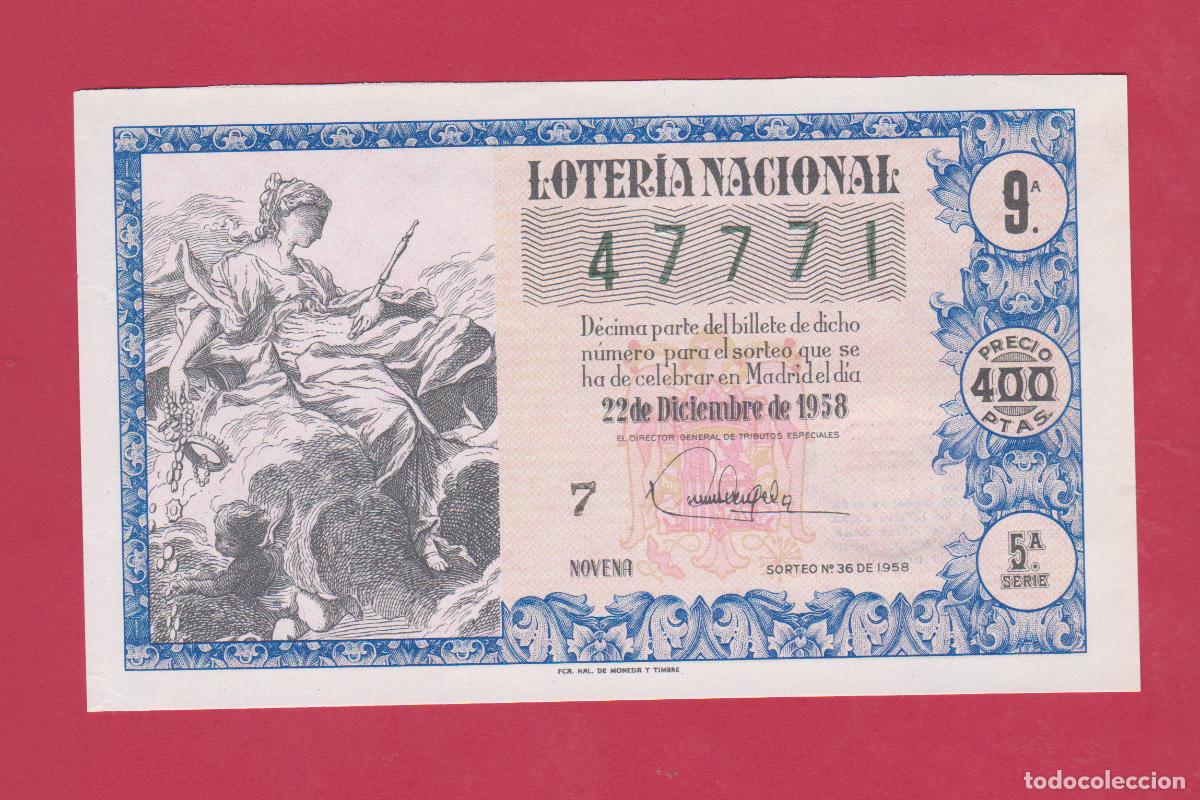 LOTERÍA NACIONAL
47771
Décima parte del billete de dicho
número para el sorteo que se
ha de celebrar en Madrid el día
22 de Diciembre de 1958
EL DIRECTOR GENERAL DE TRIBUTOS ESPECIALES
7
NOVENA
SORTEO Nº 36 DE 1958
9.ª
PRECIO
400
PTAS.
5.ª
SERIE
FCA. NAL. DE MONEDA Y TIMBRE
todocoleccion